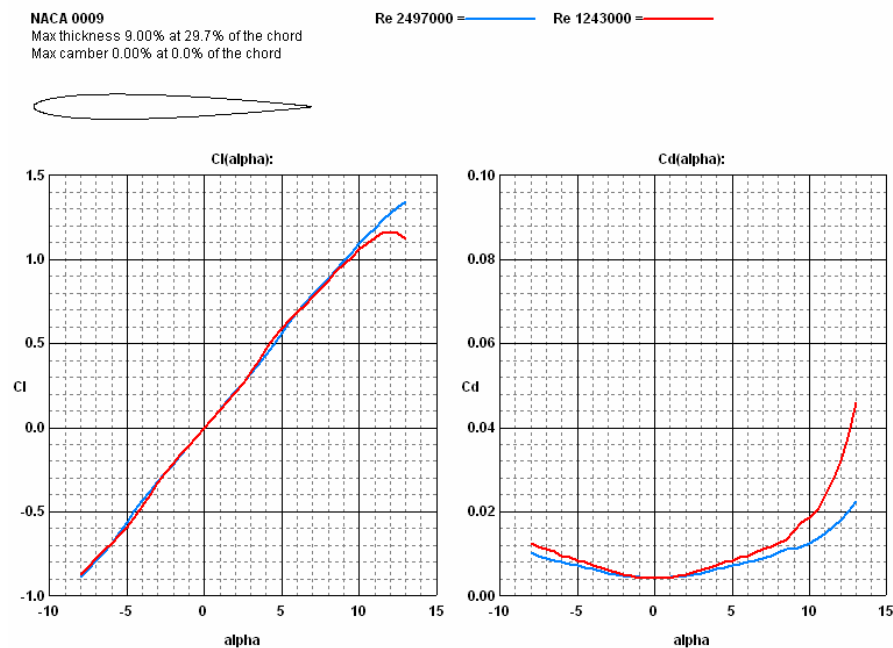 NACA 0009 Re 2497000 = Re 1243000 =
Max thickness 9.00% at 29.7% of the chord
Max camber 0.00% at 0.0% of the chord
Cl(alpha):
1.5
1.0
0.5
Cl
0.0
-0.5
-1.0
-10 -5 0 5 10 15
alpha
Cd(alpha):
0.10
0.08
0.06
Cd
0.04
0.02
0.00
-10 -5 0 5 10 15
alpha